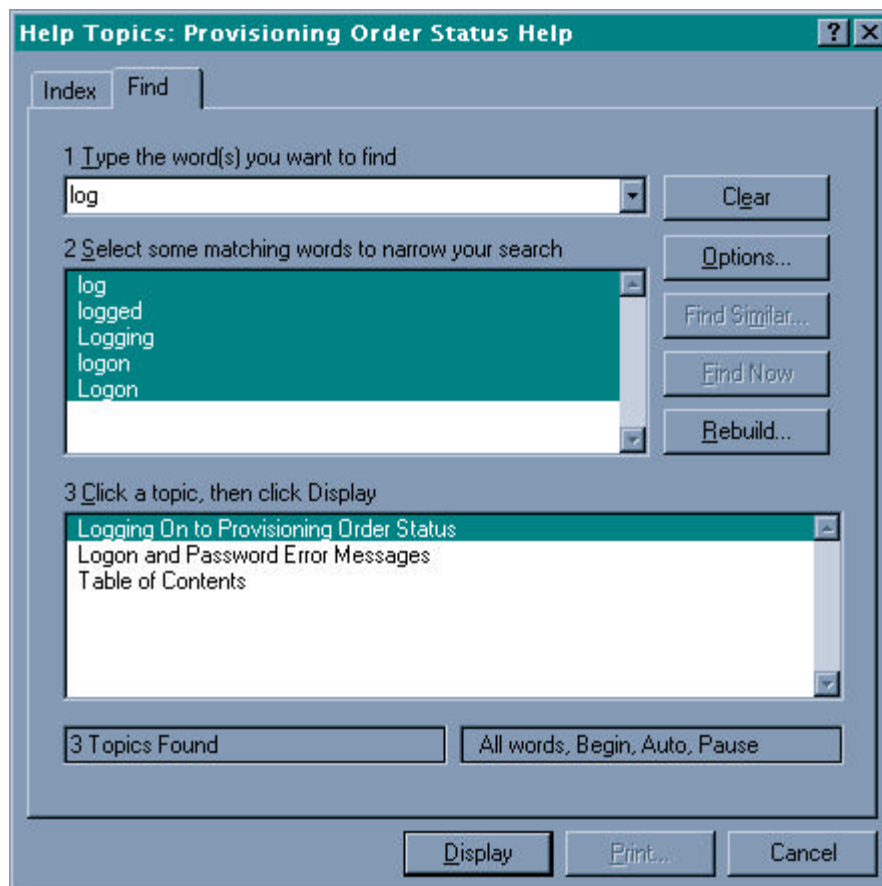 Help Topics: Provisioning Order Status Help
?
Index
Find
1 Type the word(s) you want to find
log
Clear
2 Select some matching words to narrow your search
Options...
log
logged
Logging
logon
Logon
Find Similar...
Find Now
Rebuild...
3 Click a topic, then click Display
Logging On to Provisioning Order Status
Logon and Password Error Messages
Table of Contents
3 Topics Found
All words, Begin, Auto, Pause
Display
Print...
Cancel